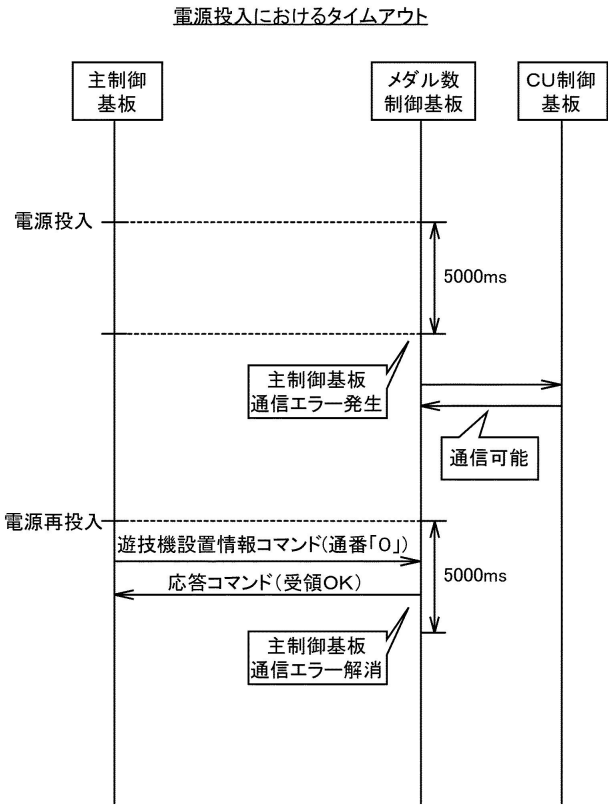 電源投入におけるタイムアウト
主制御
基板
メダル数
制御基板
CU制御
基板
電源投入
5000ms
主制御基板
通信エラー発生
通信可能
電源再投入
遊技機設置情報コマンド(通番「0」)
5000ms
応答コマンド(受領OK)
主制御基板
通信エラー解消